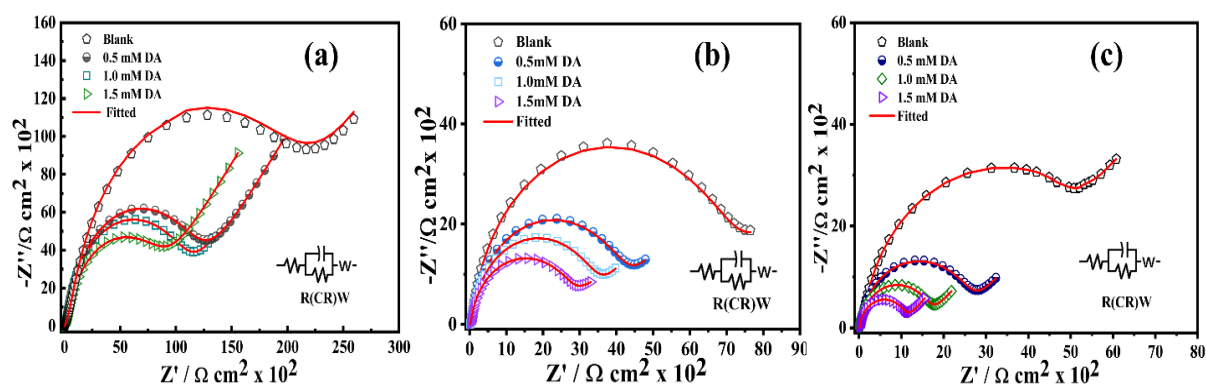 160
140
120
100
80
60
40
20
0
-Z''/Ω cm² x 10²
(a)
Blank
0.5 mM DA
1.0 mM DA
1.5 mM DA
Fitted
W
R(CR)W
0 50 100 150 200 250 300
Z' / Ω cm² x 10²
60
40
20
0
-Z''/Ω cm² x 10²
(b)
Blank
0.5mM DA
1.0mM DA
1.5mM DA
Fitted
W
R(CR)W
0 10 20 30 40 50 60 70 80 90
Z' / Ω cm² x 10²
60
40
20
0
-Z''/Ω cm² x 10²
(c)
Blank
0.5 mM DA
1.0 mM DA
1.5 mM DA
Fitted
W
R(CR)W
0 10 20 30 40 50 60 70 80
Z' / Ω cm² x 10²